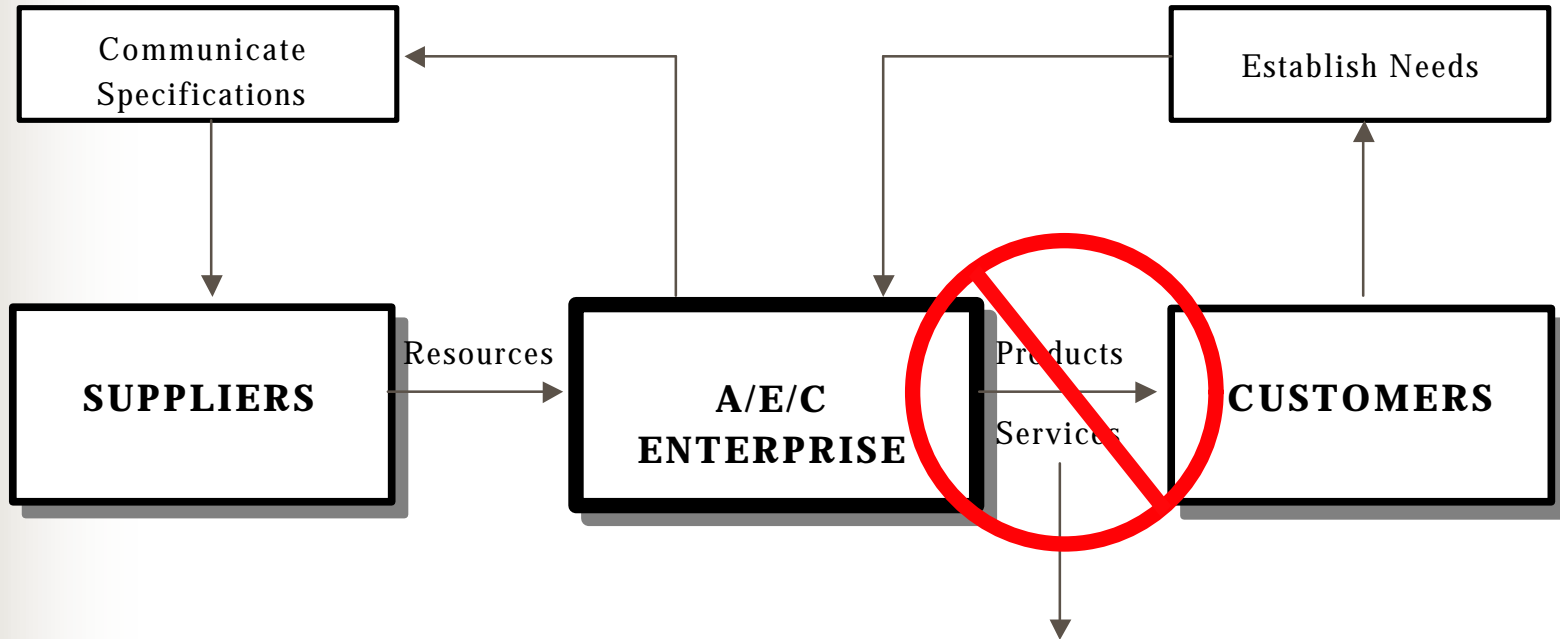 Communicate
Specifications
Establish Needs
Resources
Products
Services
SUPPLIERS
A/E/C
ENTERPRISE
CUSTOMERS